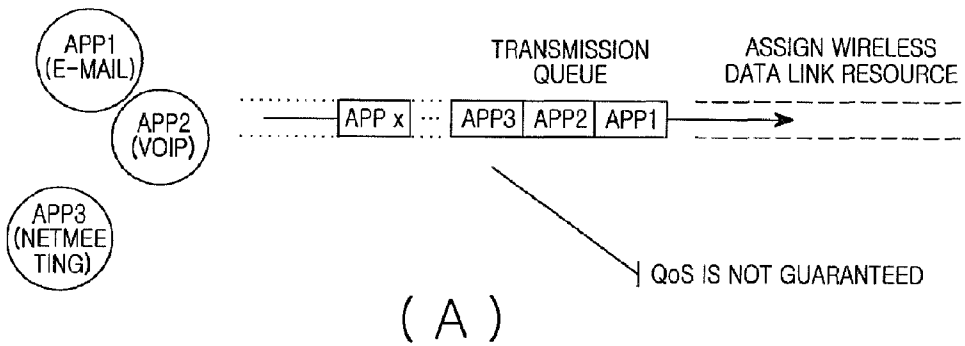 APP1
(E-MAIL)
APP2
(VOIP)
APP3
(NETMEE
TING)
TRANSMISSION
QUEUE
APP x ... APP3 APP2 APP1
ASSIGN WIRELESS
DATA LINK RESOURCE
QoS IS NOT GUARANTEED
(A)